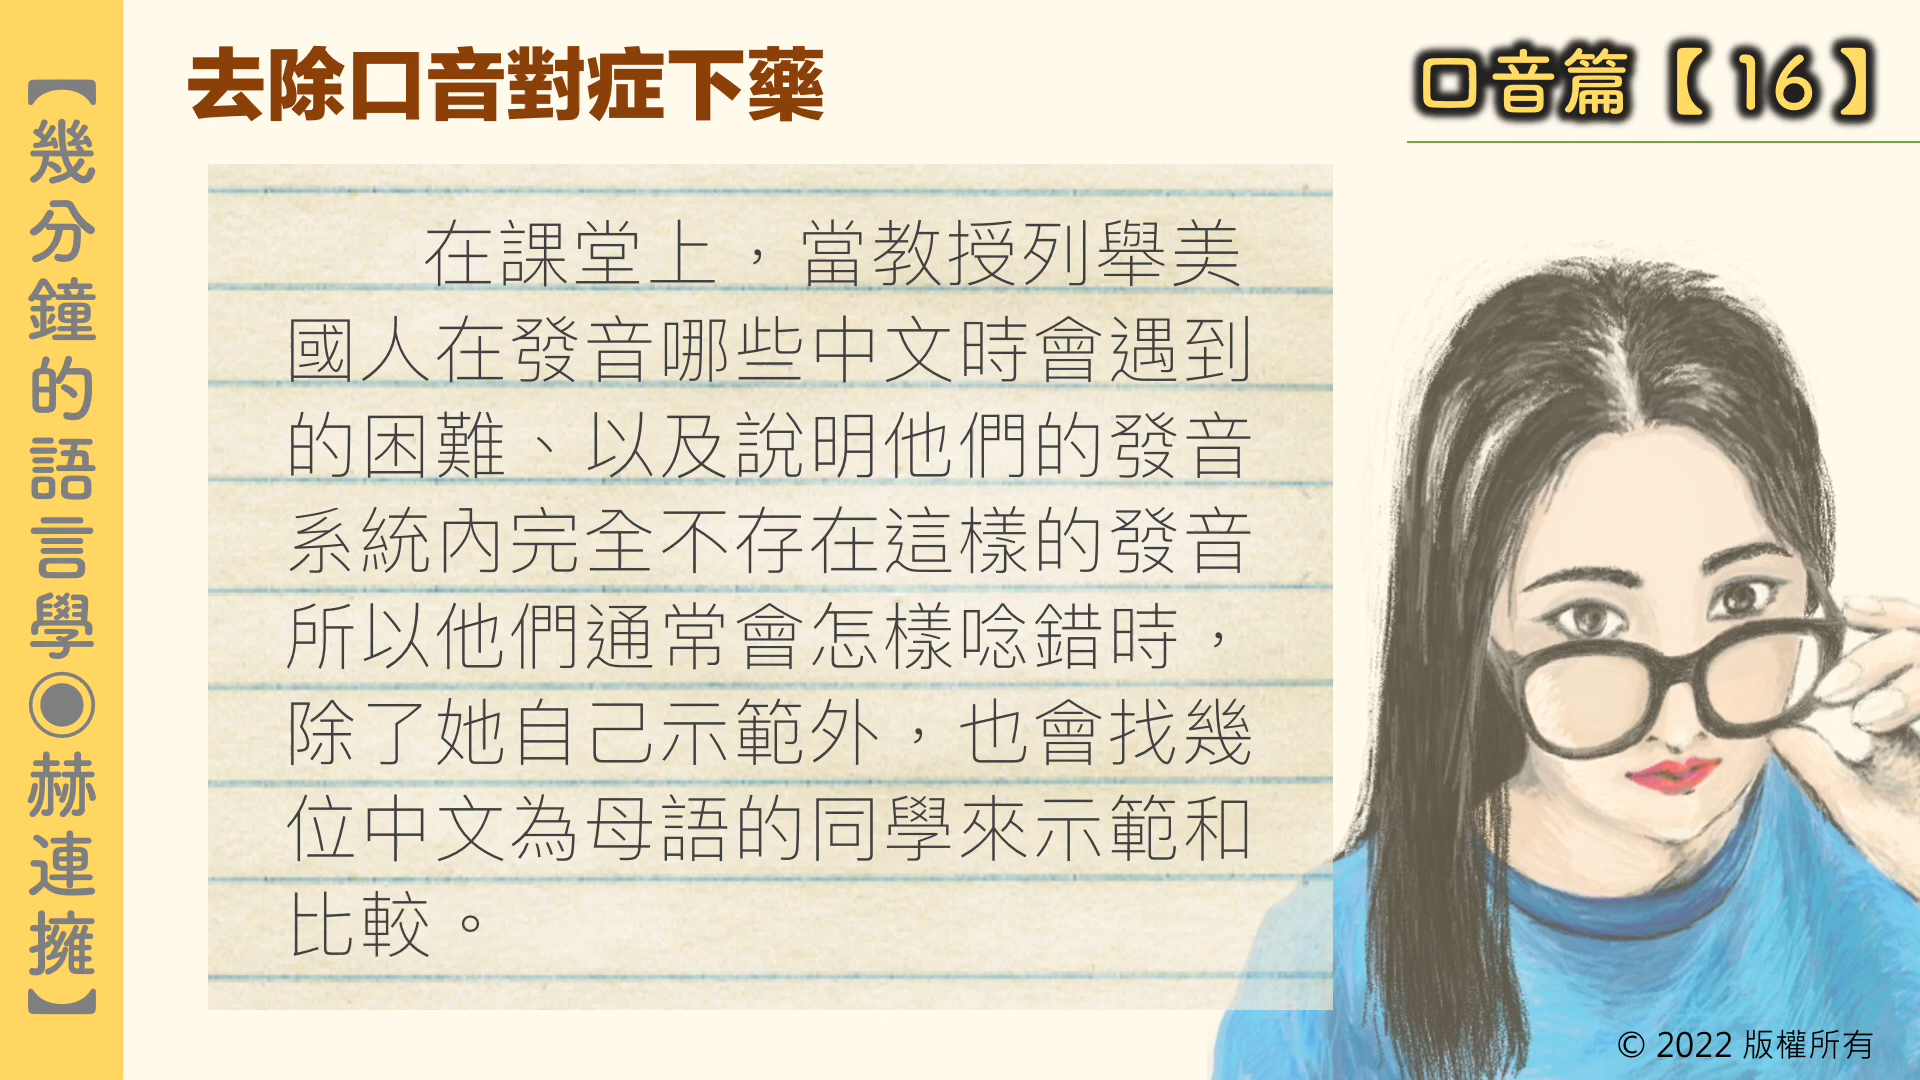 【幾分鐘的語言學◉赫連擁】
去除口音對症下藥
口音篇【16】
在課堂上，當教授列舉美
國人在發音哪些中文時會遇到
的困難、以及說明他們的發音
系統內完全不存在這樣的發音
所以他們通常會怎樣唸錯時，
除了她自己示範外，也會找幾
位中文為母語的同學來示範和
比較。
© 2022 版權所有